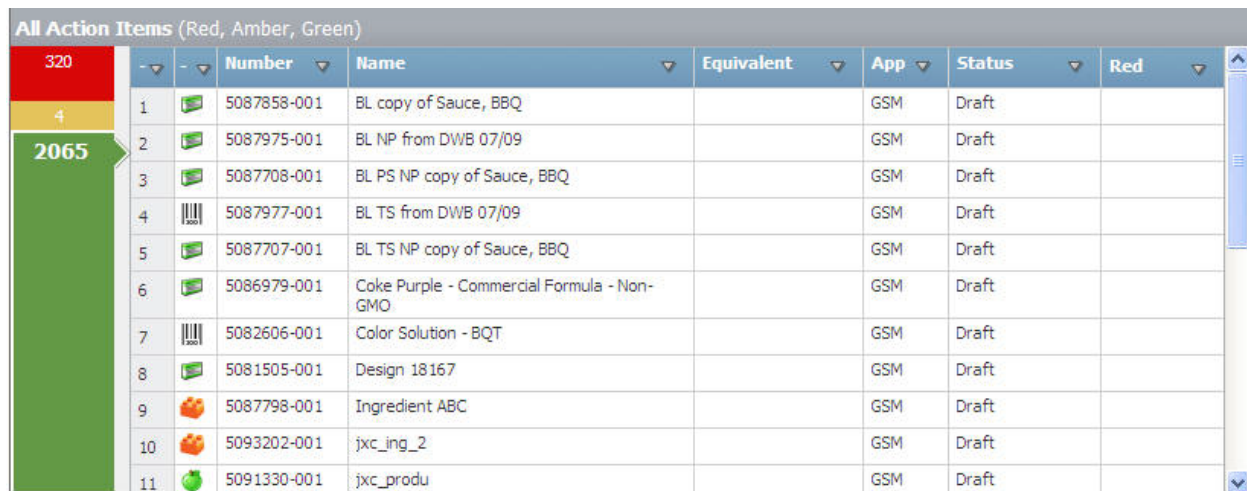 All Action Items (Red, Amber, Green)
320
4
2065
- - Number Name Equivalent App Status Red
1 5087858-001 BL copy of Sauce, BBQ GSM Draft
2 5087975-001 BL NP from DWB 07/09 GSM Draft
3 5087708-001 BL PS NP copy of Sauce, BBQ GSM Draft
4 5087977-001 BL TS from DWB 07/09 GSM Draft
5 5087707-001 BL TS NP copy of Sauce, BBQ GSM Draft
6 5086979-001 Coke Purple - Commercial Formula - Non- GSM Draft
GMO
7 5082606-001 Color Solution - BQT GSM Draft
8 5081505-001 Design 18167 GSM Draft
9 5087798-001 Ingredient ABC GSM Draft
10 5093202-001 jxc_ing_2 GSM Draft
11 5091330-001 jxc_produ GSM Draft